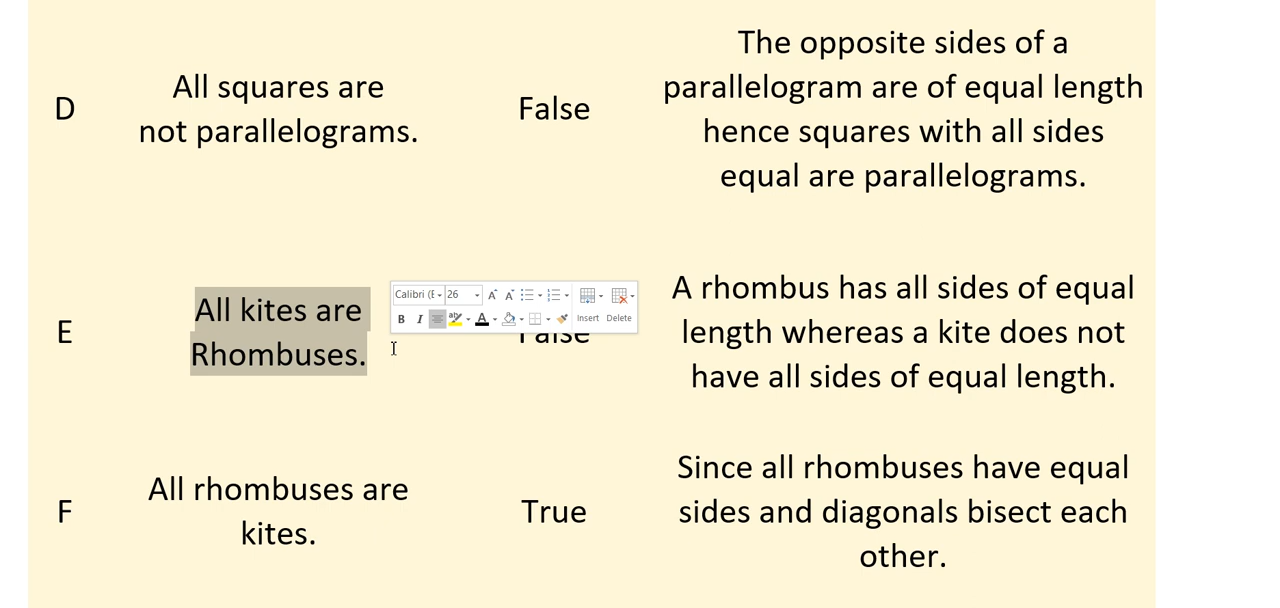 The opposite sides of a
parallelogram are of equal length
hence squares with all sides
equal are parallelograms.
D
All squares are
not parallelograms.
False
A rhombus has all sides of equal
length whereas a kite does not
have all sides of equal length.
E
All kites are
Rhombuses.
False
Calibri (E
26
A A
B I ab A Insert Delete
Since all rhombuses have equal
sides and diagonals bisect each
other.
F
All rhombuses are
kites.
True